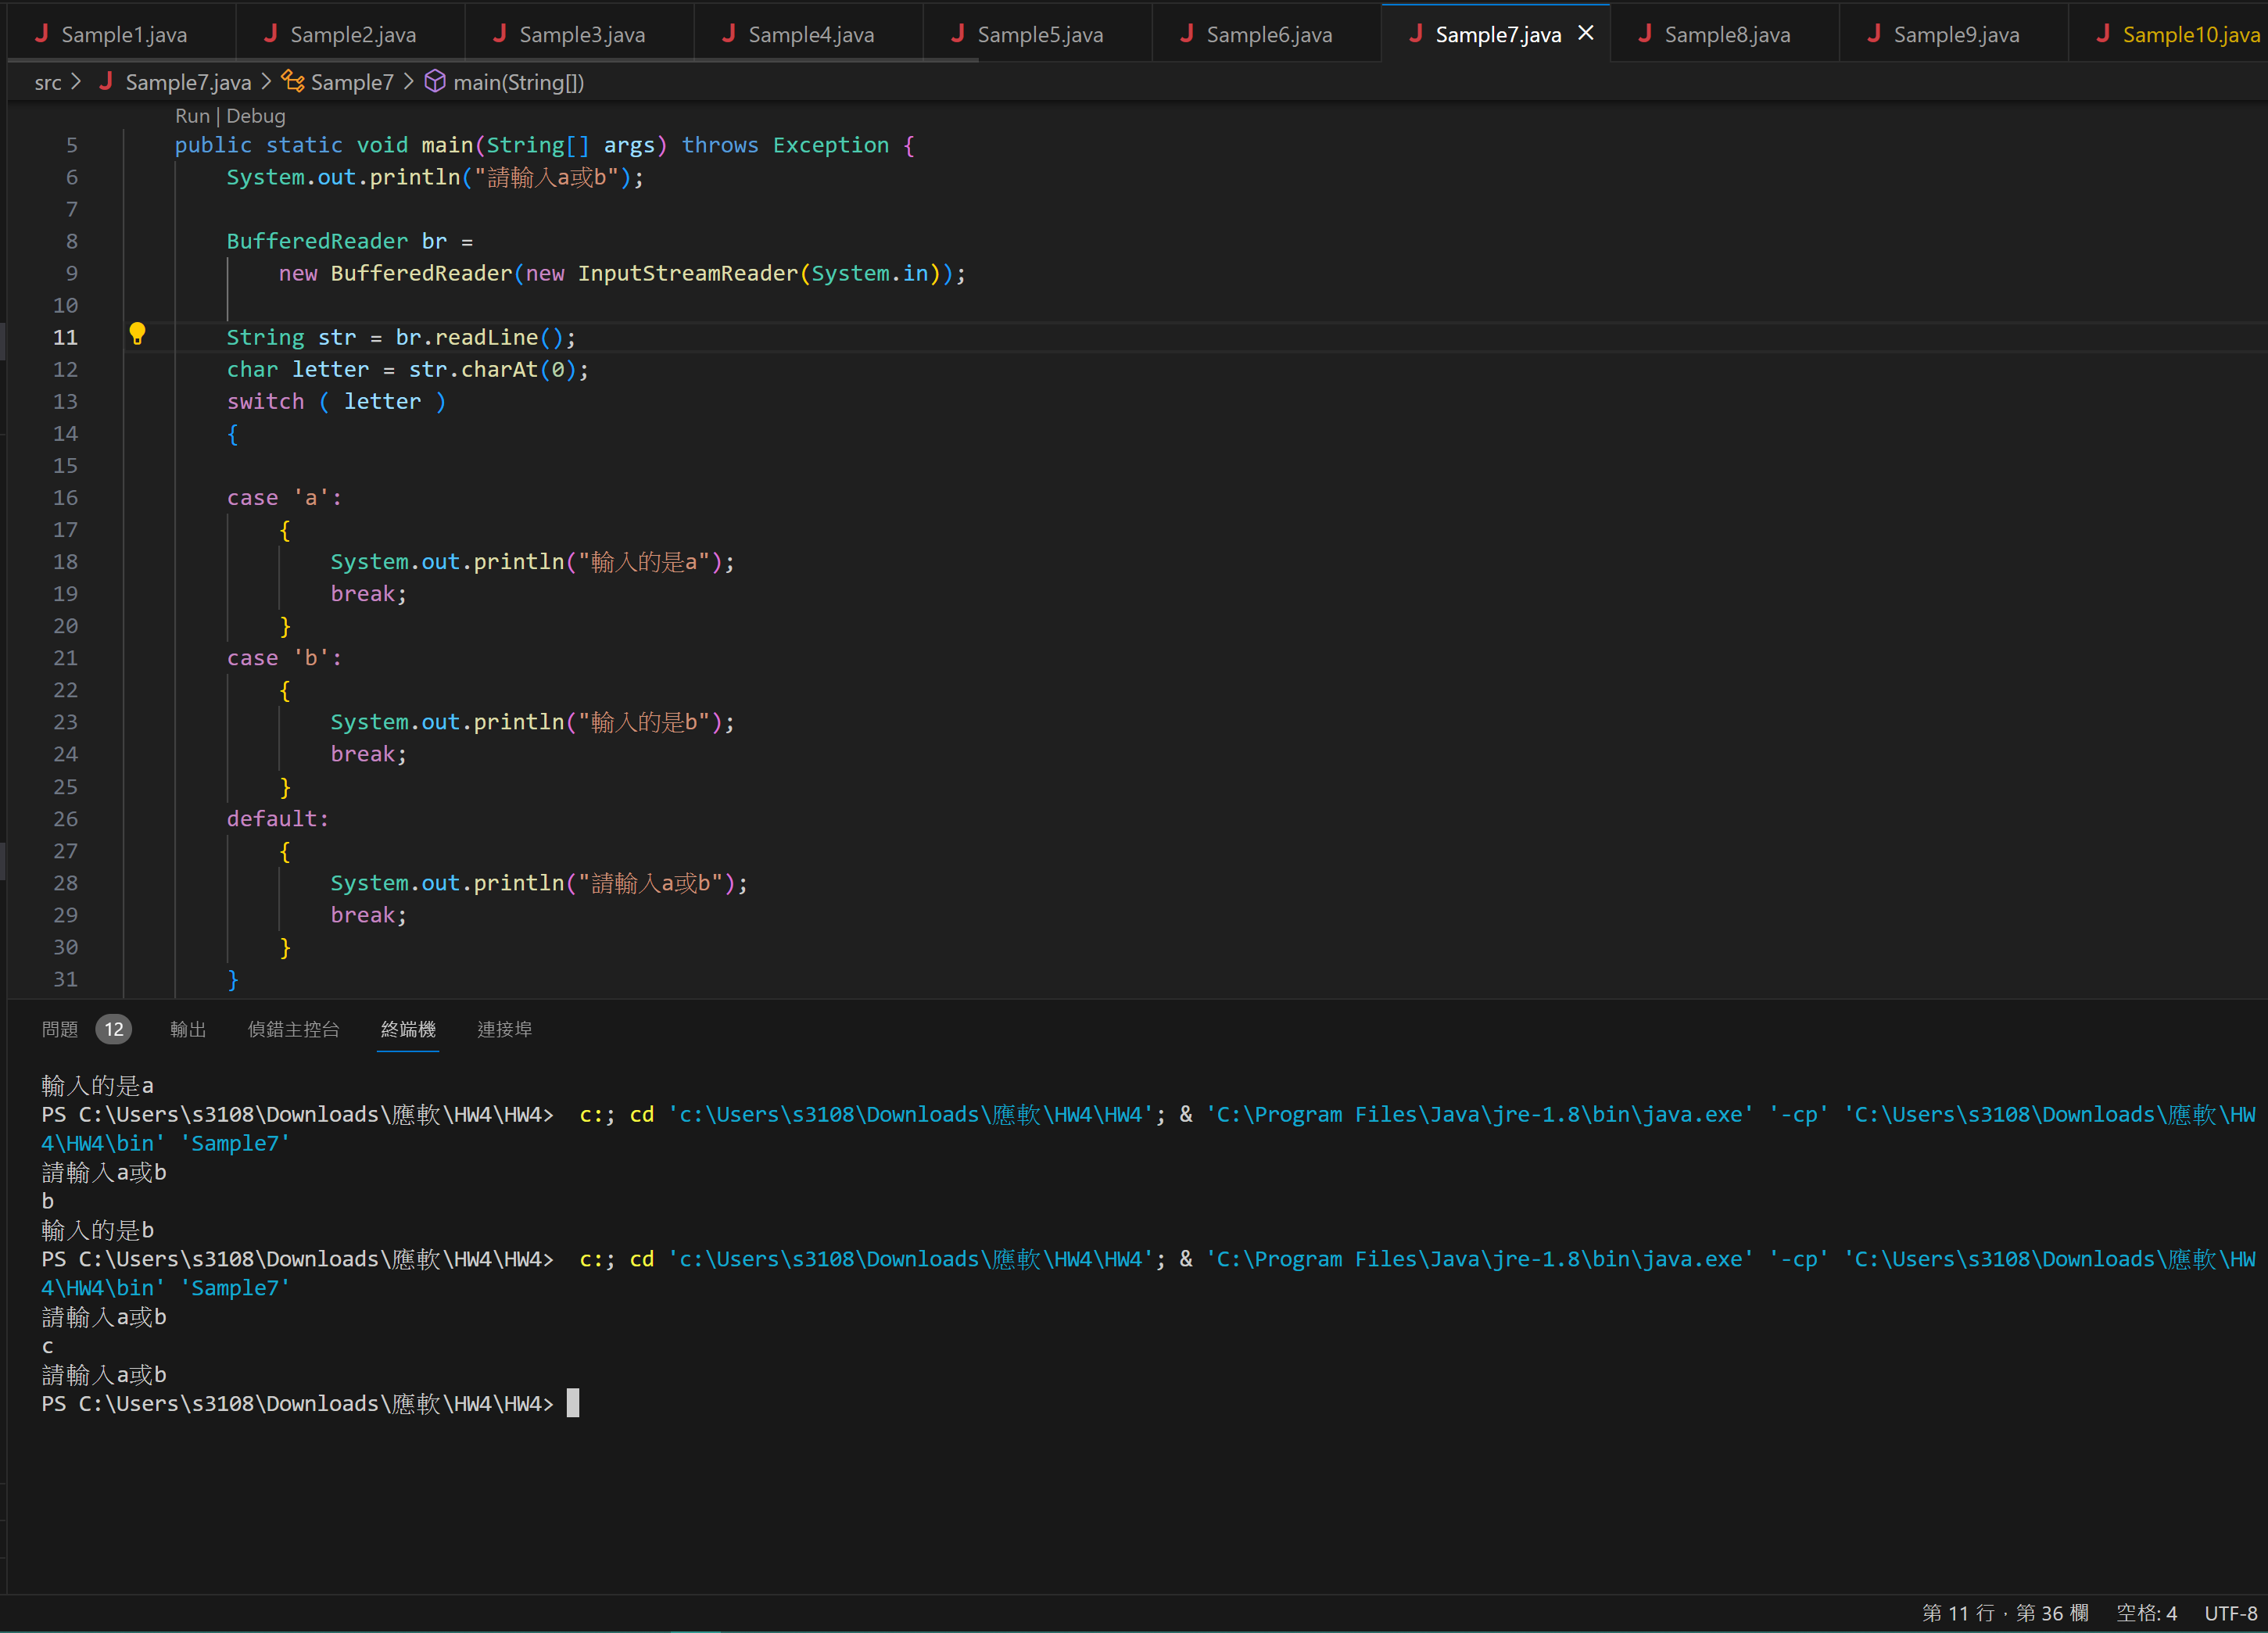 Sample1.java Sample2.java Sample3.java Sample4.java Sample5.java Sample6.java Sample7.java Sample8.java Sample9.java Sample10.java
src > Sample7.java > Sample7 > main(String[])
Run | Debug
5 public static void main(String[] args) throws Exception {
6 System.out.println("請輸入a或b");
7
8 BufferedReader br =
9 new BufferedReader(new InputStreamReader(System.in));
10
11 String str = br.readLine();
12 char letter = str.charAt(0);
13 switch ( letter )
14 {
15
16 case 'a':
17 {
18 System.out.println("輸入的是a");
19 break;
20 }
21 case 'b':
22 {
23 System.out.println("輸入的是b");
24 break;
25 }
26 default:
27 {
28 System.out.println("請輸入a或b");
29 break;
30 }
31 }
問題 12 輸出 偵錯主控台 終端機 連接埠
輸入的是a
PS C:\Users\s3108\Downloads\應軟\HW4\HW4>  c:; cd 'c:\Users\s3108\Downloads\應軟\HW4\HW4'; & 'C:\Program Files\Java\jre-1.8\bin\java.exe' '-cp' 'C:\Users\s3108\Downloads\應軟\HW
4\HW4\bin' 'Sample7'
請輸入a或b
b
輸入的是b
PS C:\Users\s3108\Downloads\應軟\HW4\HW4>  c:; cd 'c:\Users\s3108\Downloads\應軟\HW4\HW4'; & 'C:\Program Files\Java\jre-1.8\bin\java.exe' '-cp' 'C:\Users\s3108\Downloads\應軟\HW
4\HW4\bin' 'Sample7'
請輸入a或b
c
請輸入a或b
PS C:\Users\s3108\Downloads\應軟\HW4\HW4>
第 11 行，第 36 欄 空格: 4 UTF-8